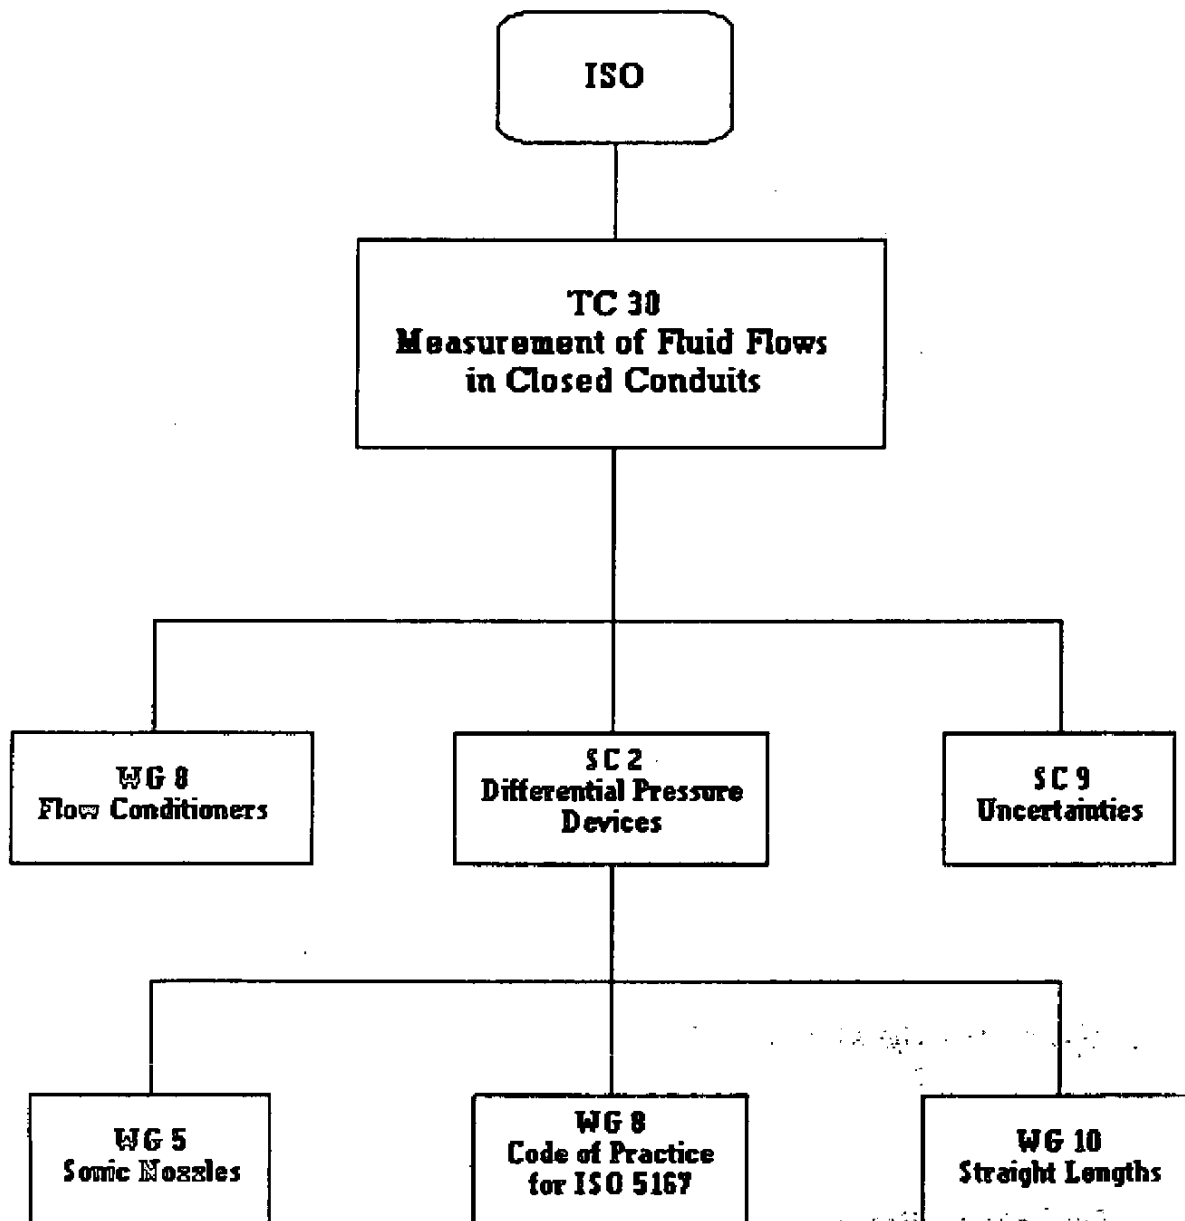 ISO
TC 30
Measurement of Fluid Flows
in Closed Conduits
WG 8
Flow Conditioners
SC 2
Differential Pressure
Devices
SC 9
Uncertainties
WG 5
Sonic Nozzles
WG 8
Code of Practice
for ISO 5167
WG 10
Straight Lengths